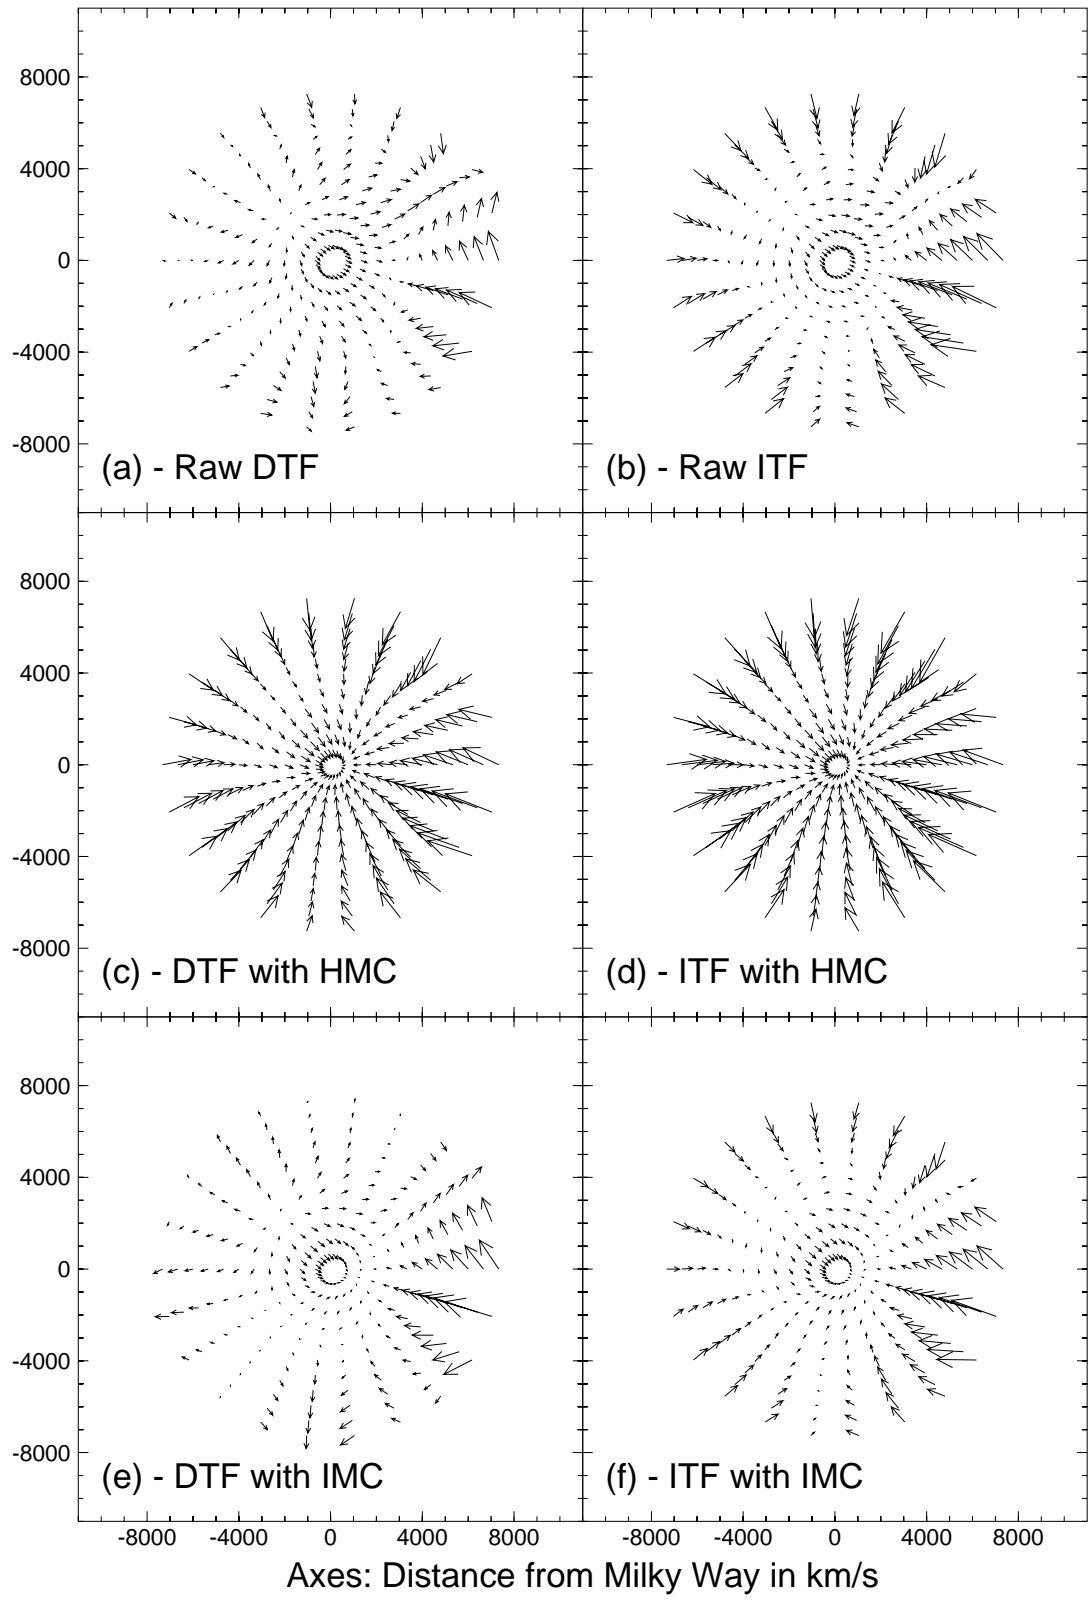 8000
4000
0
-4000
-8000
(a) - Raw DTF
(b) - Raw ITF
8000
4000
0
-4000
-8000
(c) - DTF with HMC
(d) - ITF with HMC
8000
4000
0
-4000
-8000
(e) - DTF with IMC
(f) - ITF with IMC
-8000 -4000 0 4000 8000 -8000 -4000 0 4000 8000
Axes: Distance from Milky Way in km/s